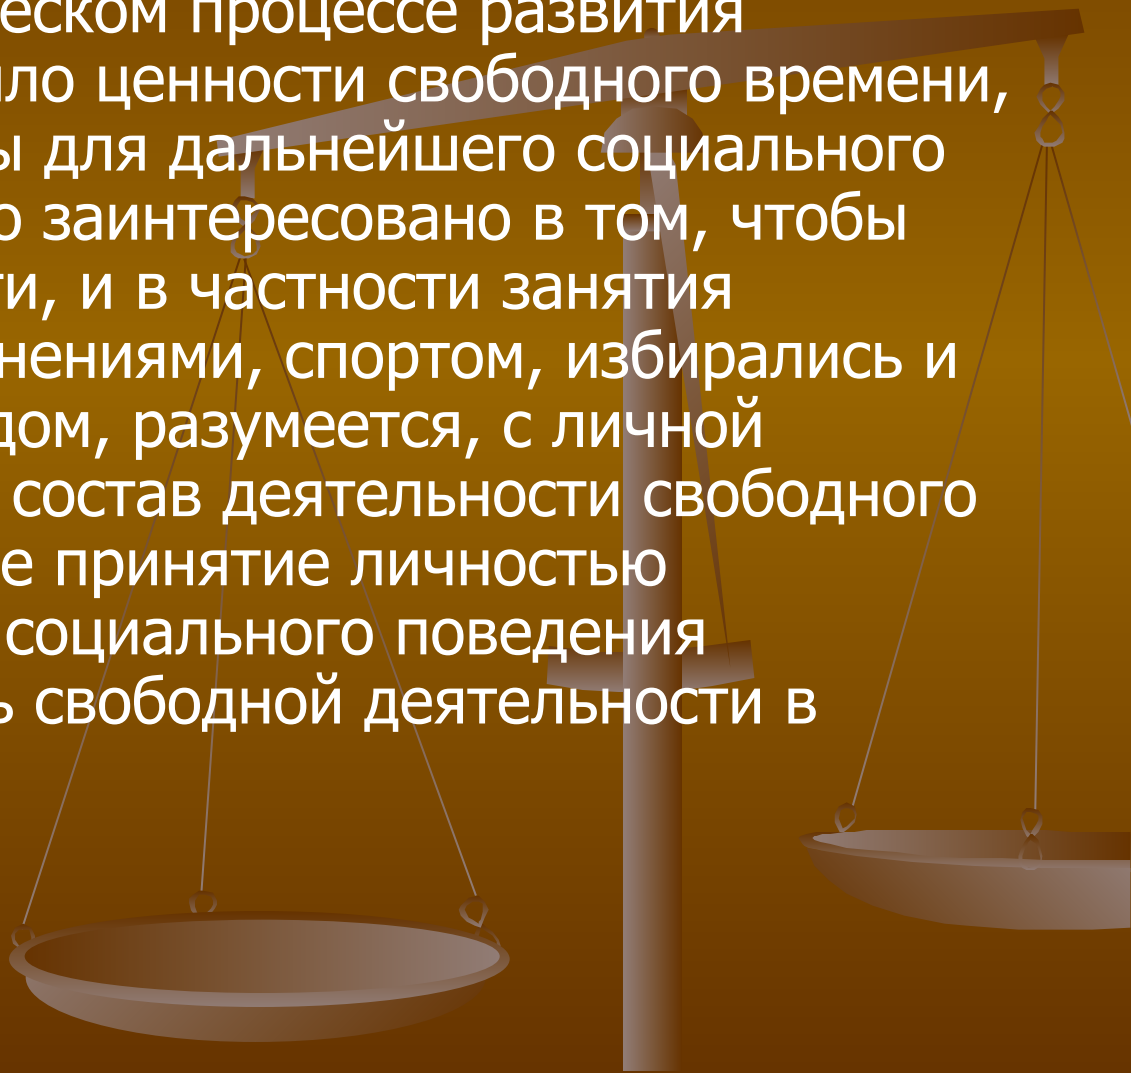 еском процессе развития
ло ценности свободного времени,
ы для дальнейшего социального
о заинтересовано в том, чтобы
ти, и в частности занятия
нениями, спортом, избирались и
дом, разумеется, с личной
состав деятельности свободного
е принятие личностью
социального поведения
ь свободной деятельности в